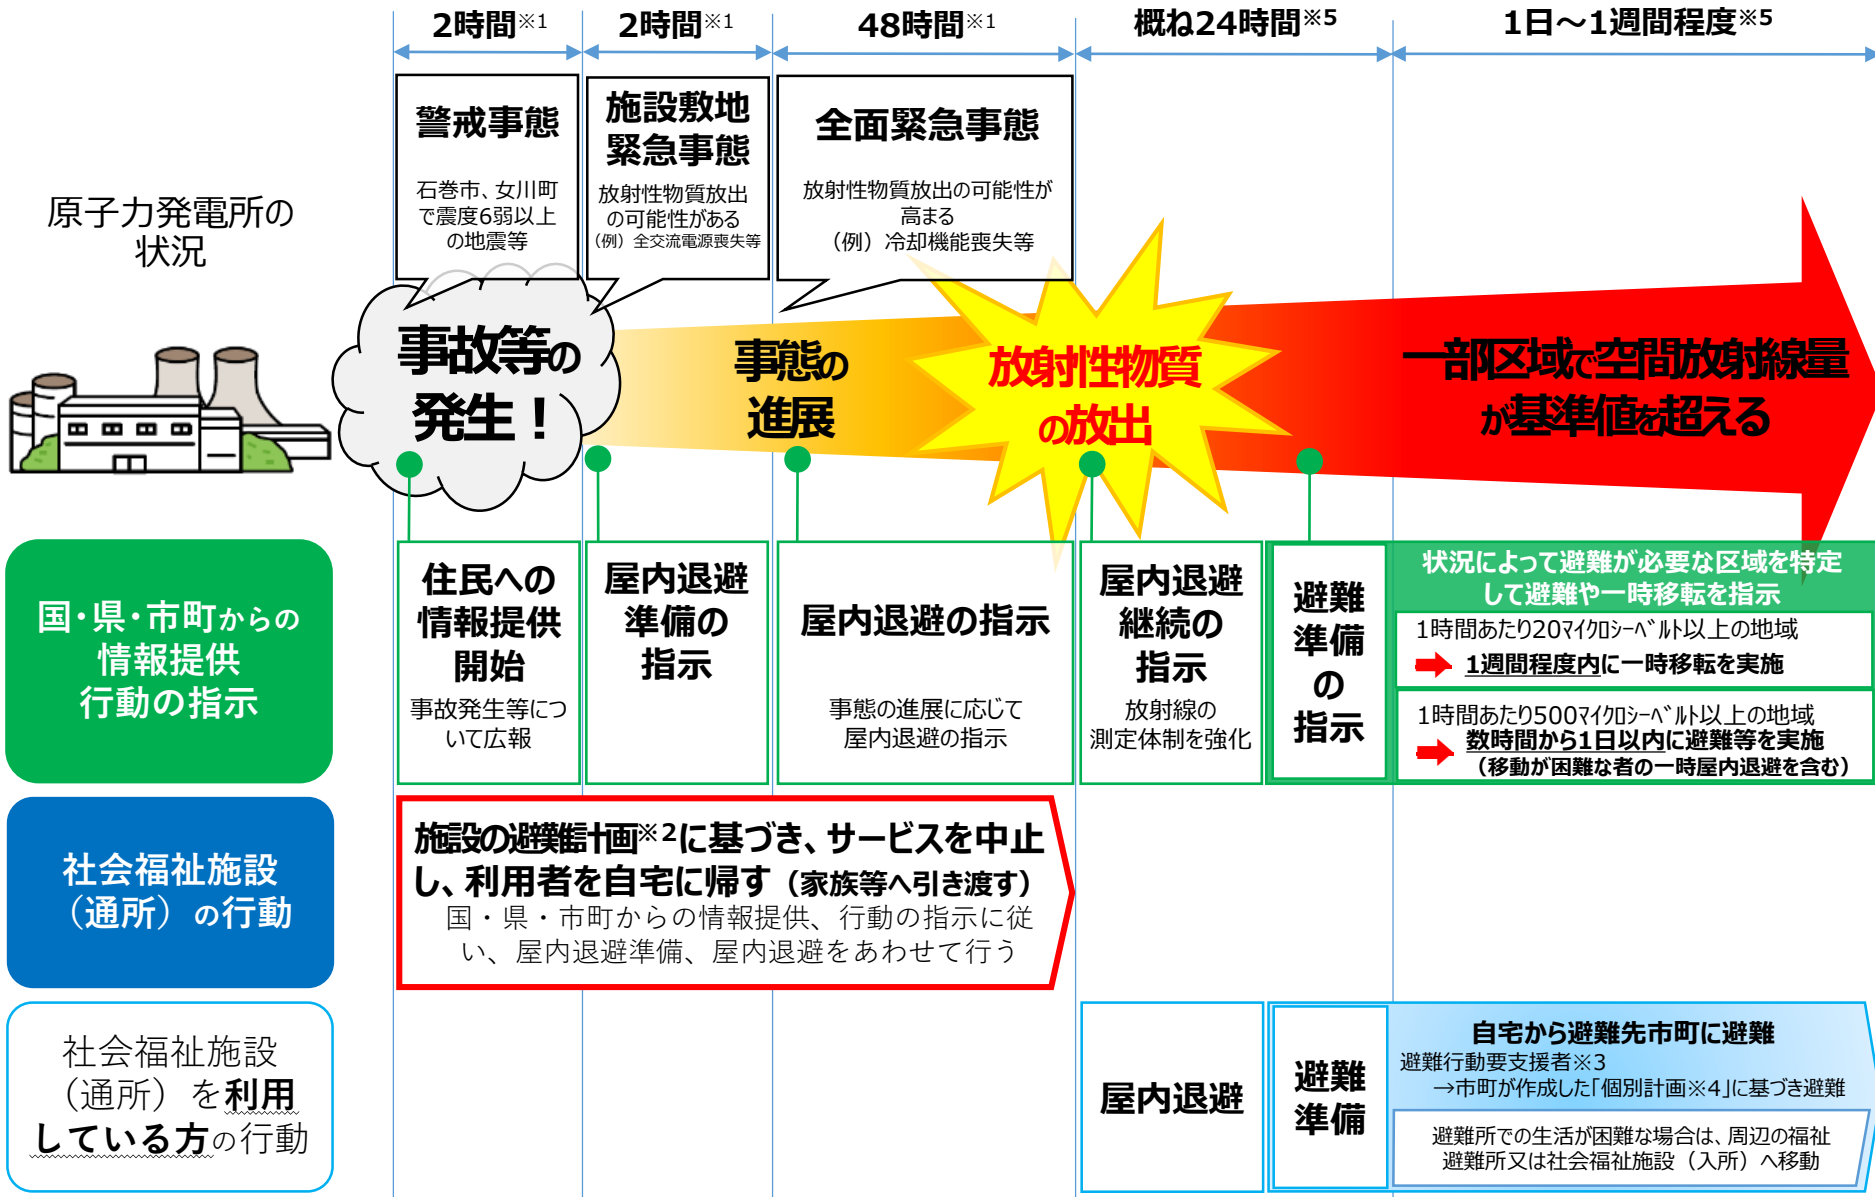 2時間※1
2時間※1
48時間※1
概ね24時間※5
1日～1週間程度※5
原子力発電所の
状況
警戒事態
石巻市、女川町
で震度6弱以上
の地震等
施設敷地
緊急事態
放射性物質放出
の可能性がある
（例）全交流電源喪失等
全面緊急事態
放射性物質放出の可能性が
高まる
（例）冷却機能喪失等
事故等の
発生！
事態の
進展
放射性物質
の放出
一部区域で空間放射線量
が基準値を超える
国・県・市町からの
情報提供
行動の指示
住民への
情報提供
開始
事故発生等につ
いて広報
屋内退避
準備の
指示
屋内退避の指示
事態の進展に応じて
屋内退避の指示
屋内退避
継続の
指示
放射線の
測定体制を強化
避難
準備
の
指示
状況によって避難が必要な区域を特定
して避難や一時移転を指示
1時間あたり20マイクロシーベルト以上の地域
1週間程度内に一時移転を実施
1時間あたり500マイクロシーベルト以上の地域
数時間から1日以内に避難等を実施
（移動が困難な者の一時屋内退避を含む）
社会福祉施設
（通所）の行動
施設の避難計画※2に基づき、サービスを中止
し、利用者を自宅に帰す（家族等へ引き渡す）
国・県・市町からの情報提供、行動の指示に従
い、屋内退避準備、屋内退避をあわせて行う
社会福祉施設
（通所）を利用
している方の行動
屋内退避
避難
準備
自宅から避難先市町に避難
避難行動要支援者※3
→市町が作成した「個別計画※4」に基づき避難
避難所での生活が困難な場合は、周辺の福祉
避難所又は社会福祉施設（入所）へ移動